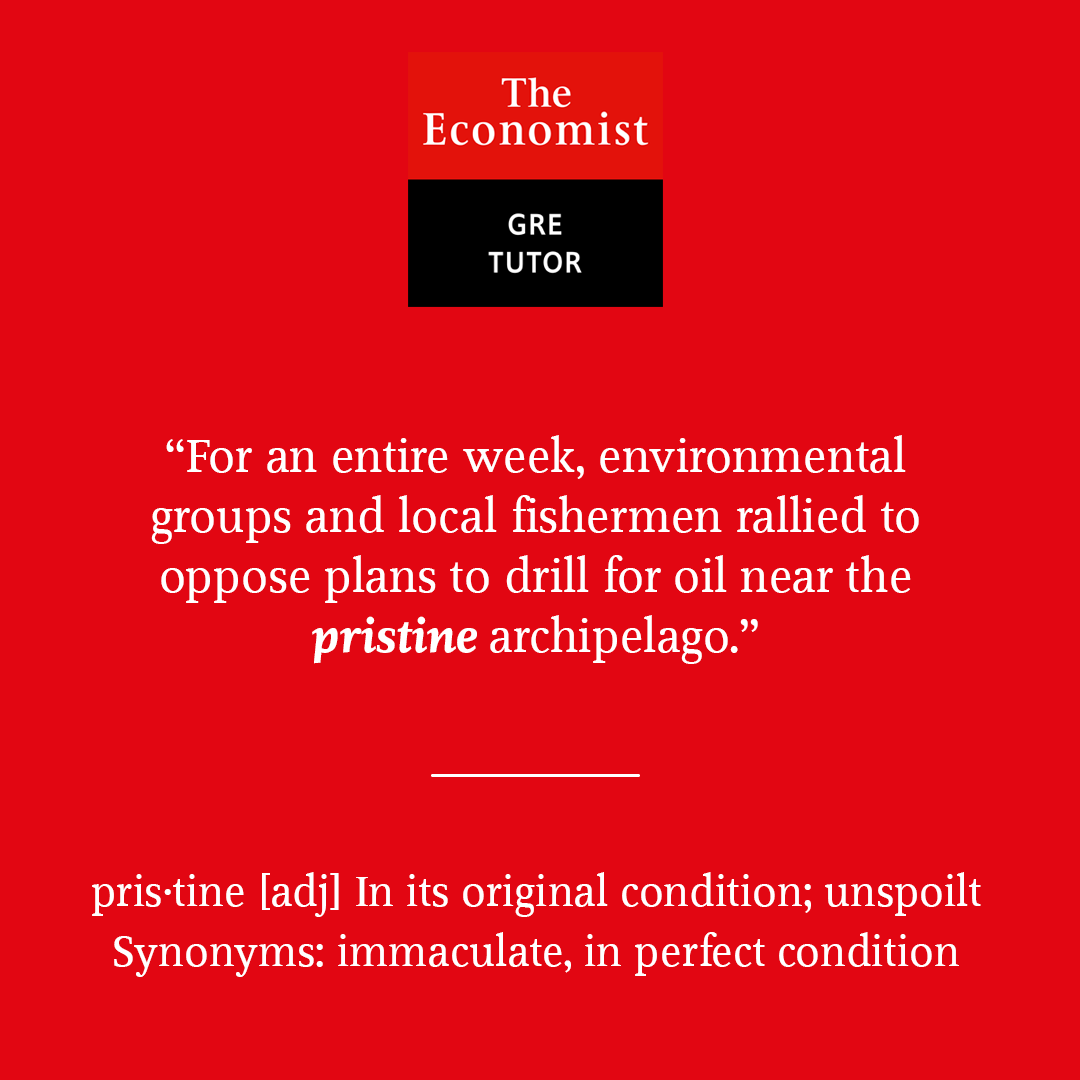 The
Economist
GRE
TUTOR
“For an entire week, environmental
groups and local fishermen rallied to
oppose plans to drill for oil near the
pristine archipelago.”
pris·tine [adj] In its original condition; unspoilt
Synonyms: immaculate, in perfect condition